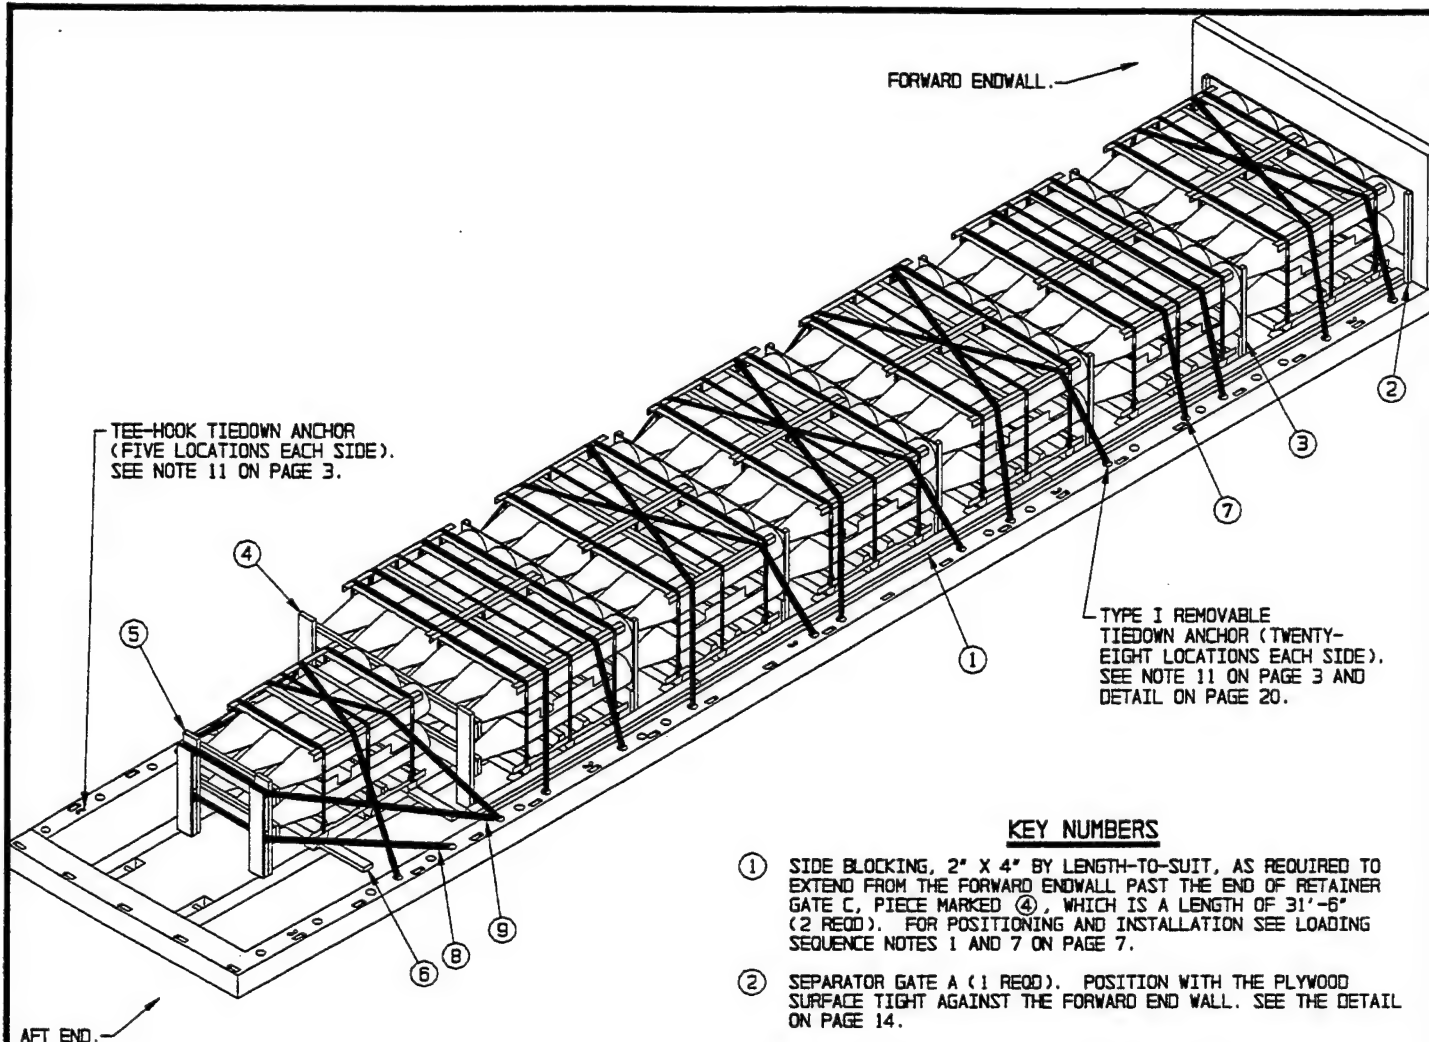 FORWARD ENDWALL.
2
3
TEE-HOOK TIEDOWN ANCHOR
(FIVE LOCATIONS EACH SIDE).
SEE NOTE 11 ON PAGE 3.
7
4
TYPE I REMOVABLE
TIEDOWN ANCHOR (TWENTY-
EIGHT LOCATIONS EACH SIDE).
SEE NOTE 11 ON PAGE 3 AND
DETAIL ON PAGE 20.
5
1
9
8
6
AFT END.
KEY NUMBERS
1 SIDE BLOCKING, 2" X 4" BY LENGTH-TO-SUIT, AS REQUIRED TO
EXTEND FROM THE FORWARD ENDWALL PAST THE END OF RETAINER
GATE C, PIECE MARKED 4, WHICH IS A LENGTH OF 31'-6"
(2 REQD). FOR POSITIONING AND INSTALLATION SEE LOADING
SEQUENCE NOTES 1 AND 7 ON PAGE 7.
2 SEPARATOR GATE A (1 REQD). POSITION WITH THE PLYWOOD
SURFACE TIGHT AGAINST THE FORWARD END WALL. SEE THE DETAIL
ON PAGE 14.